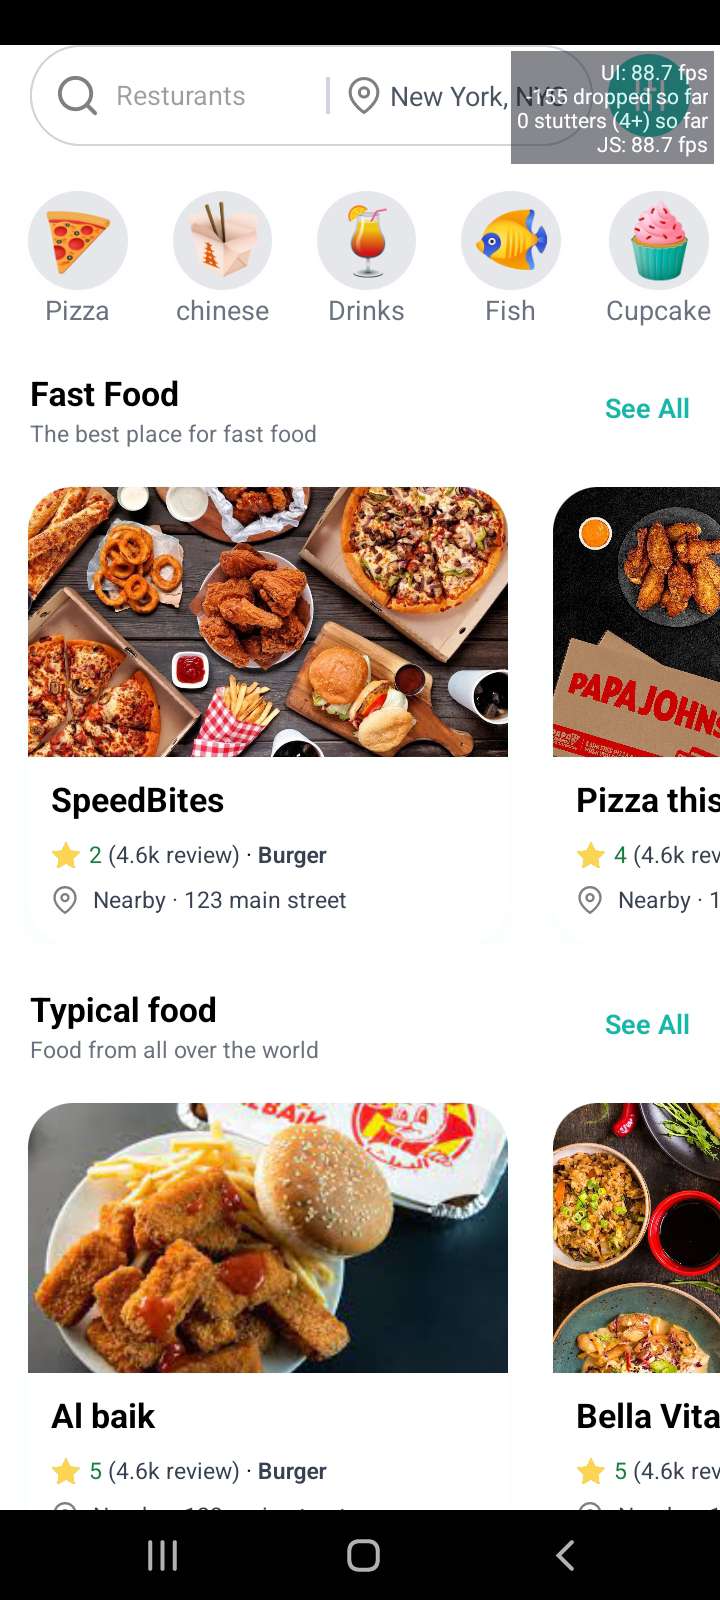 Resturants
New York, NYC
UI: 88.7 fps
-155 dropped so far
0 stutters (4+) so far
JS: 88.7 fps
Pizza
chinese
Drinks
Fish
Cupcake
Fast Food
The best place for fast food
See All
PAPA JOHNS
SpeedBites
2 (4.6k review) · Burger
Nearby · 123 main street
Pizza this
4 (4.6k rev
Nearby · 1
Typical food
Food from all over the world
See All
Al baik
5 (4.6k review) · Burger
Bella Vita
5 (4.6k rev